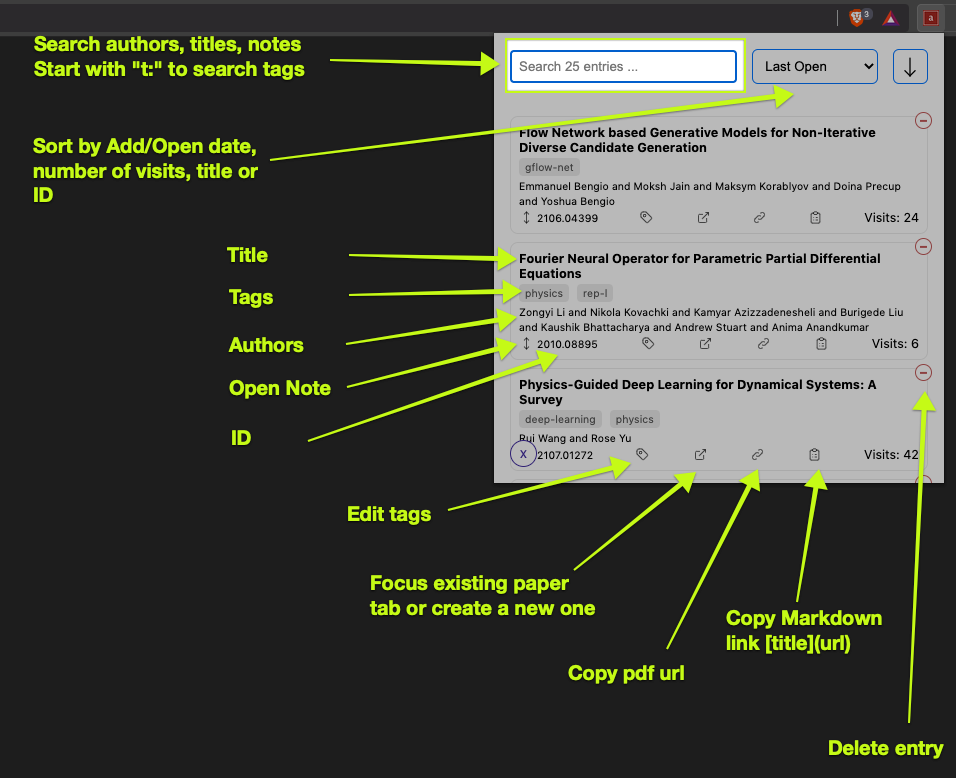 3
a
Search authors, titles, notes
Start with "t:" to search tags
Search 25 entries ...
Last Open
Sort by Add/Open date,
number of visits, title or
ID
Flow Network based Generative Models for Non-Iterative
Diverse Candidate Generation
gflow-net
Emmanuel Bengio and Moksh Jain and Maksym Korablyov and Doina Precup
and Yoshua Bengio
2106.04399
Visits: 24
Title
Fourier Neural Operator for Parametric Partial Differential
Equations
Tags
physics rep-l
Authors
Zongyi Li and Nikola Kovachki and Kamyar Azizzadenesheli and Burigede Liu
and Kaushik Bhattacharya and Andrew Stuart and Anima Anandkumar
2010.08895
Visits: 6
Open Note
ID
Physics-Guided Deep Learning for Dynamical Systems: A
Survey
deep-learning physics
Rui Wang and Rose Yu
X
2107.01272
Visits: 42
Edit tags
Focus existing paper
tab or create a new one
Copy pdf url
Copy Markdown
link [title](url)
Delete entry